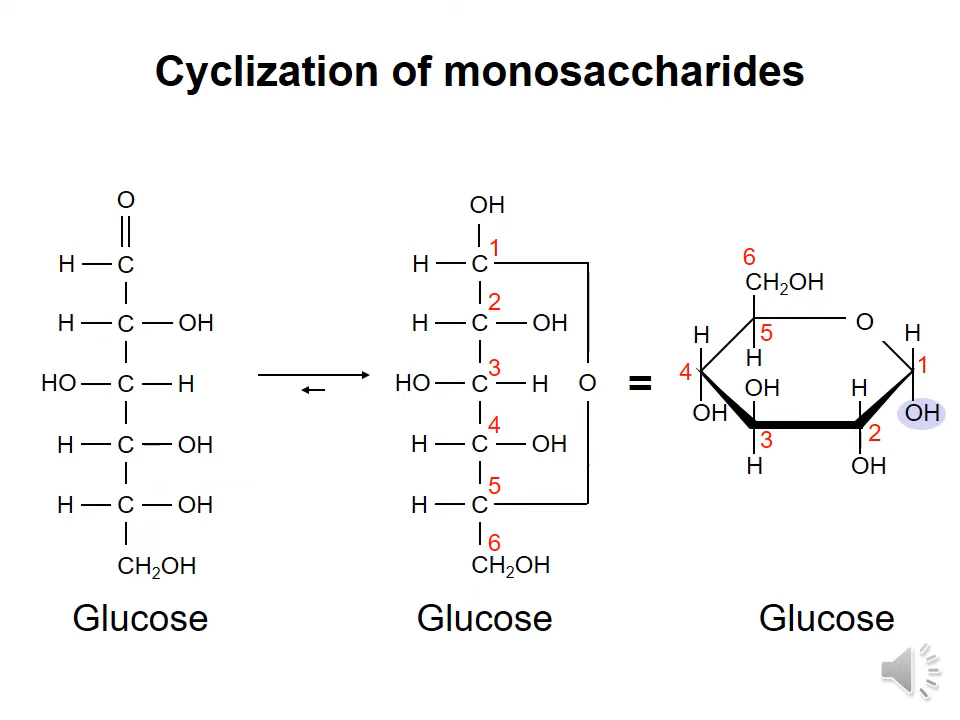 Cyclization of monosaccharides
O
H C
H C OH
HO C H
H C OH
H C OH
CH2OH
Glucose
OH
1
H C
2
H C OH
3
HO C H O
4
H C OH
5
H C
6
CH2OH
Glucose
=
6
CH2OH
H 5 O H
4 H 1
OH H
OH OH
3 2
H OH
Glucose